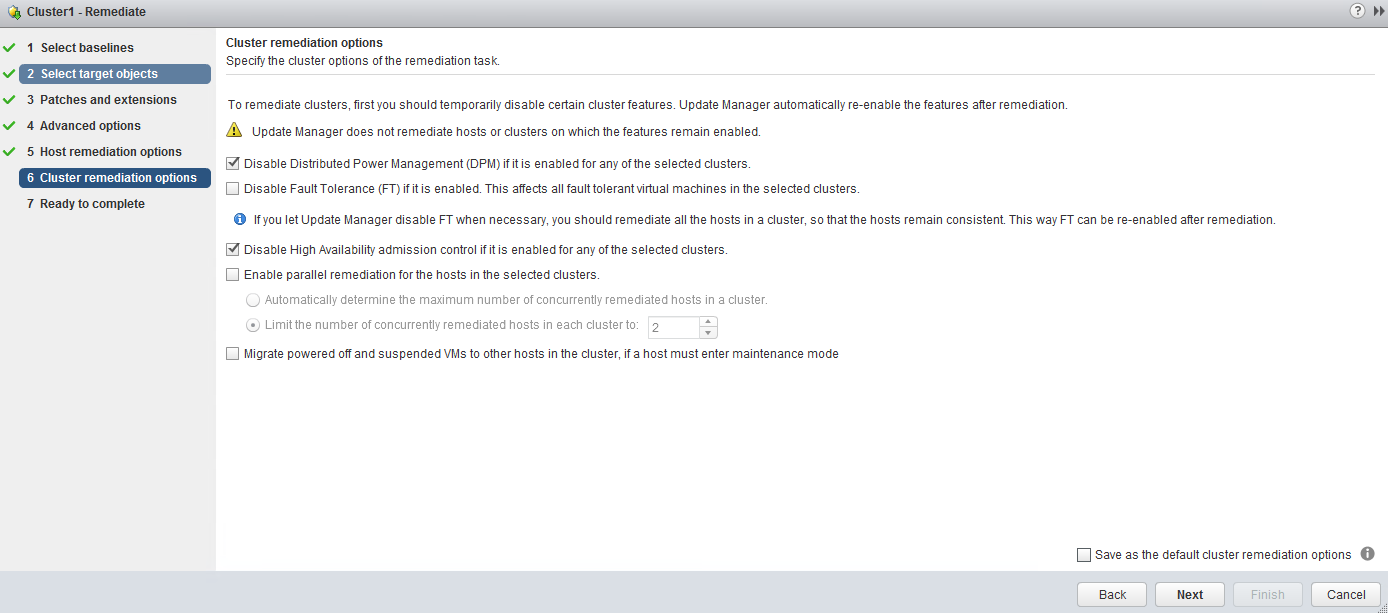 Cluster1 - Remediate
1 Select baselines
2 Select target objects
3 Patches and extensions
4 Advanced options
5 Host remediation options
6 Cluster remediation options
7 Ready to complete
Cluster remediation options
Specify the cluster options of the remediation task.
To remediate clusters, first you should temporarily disable certain cluster features. Update Manager automatically re-enable the features after remediation.
Update Manager does not remediate hosts or clusters on which the features remain enabled.
Disable Distributed Power Management (DPM) if it is enabled for any of the selected clusters.
Disable Fault Tolerance (FT) if it is enabled. This affects all fault tolerant virtual machines in the selected clusters.
If you let Update Manager disable FT when necessary, you should remediate all the hosts in a cluster, so that the hosts remain consistent. This way FT can be re-enabled after remediation.
Disable High Availability admission control if it is enabled for any of the selected clusters.
Enable parallel remediation for the hosts in the selected clusters.
Automatically determine the maximum number of concurrently remediated hosts in a cluster.
Limit the number of concurrently remediated hosts in each cluster to: 2
Migrate powered off and suspended VMs to other hosts in the cluster, if a host must enter maintenance mode
Save as the default cluster remediation options
Back Next Finish Cancel